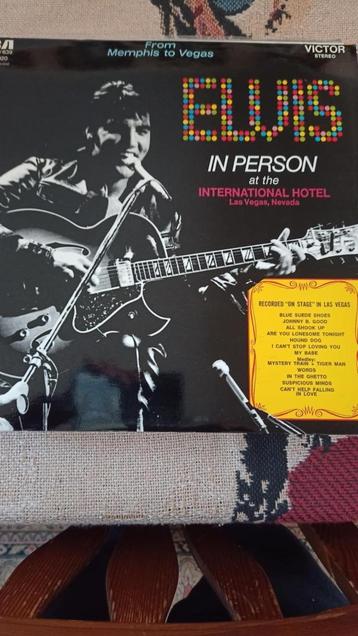 From
Memphis to Vegas
VICTOR
STEREO
ELVIS
IN PERSON
at the
INTERNATIONAL HOTEL
Las Vegas, Nevada
RECORDED "ON STAGE" IN LAS VEGAS
BLUE SUEDE SHOES
JOHNNY B. GOOD
ALL SHOOK UP
ARE YOU LONESOME TONIGHT
HOUND DOG
I CAN'T STOP LOVING YOU
MY BABE
Medley:
MYSTERY TRAIN & TIGER MAN
WORDS
IN THE GHETTO
SUSPICIOUS MINDS
CAN'T HELP FALLING
IN LOVE